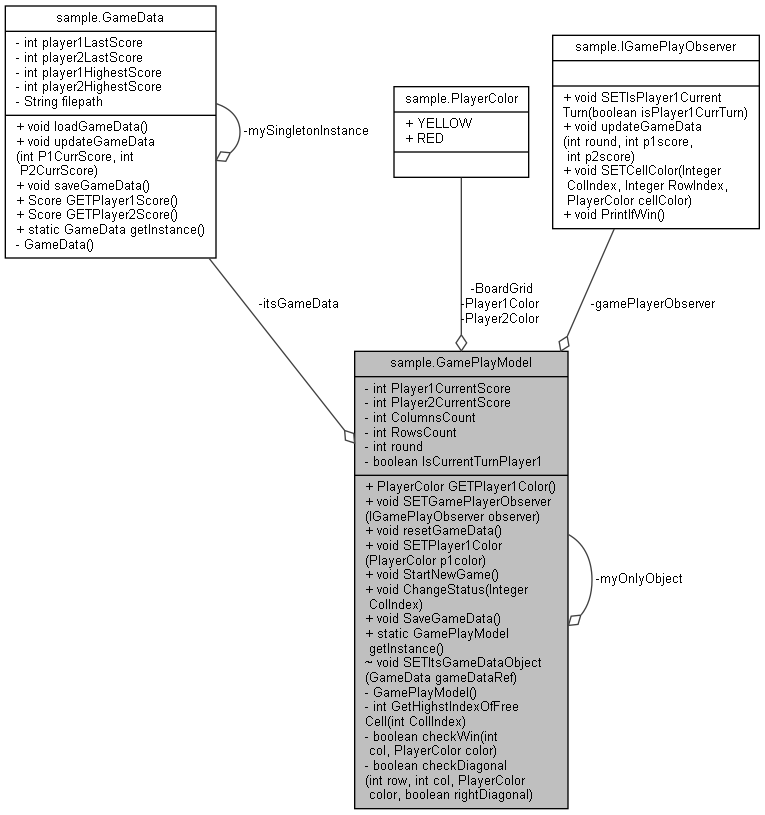 sample.GameData
- int player1LastScore
- int player2LastScore
- int player1HighestScore
- int player2HighestScore
- String filepath
+ void loadGameData()
+ void updateGameData
(int P1CurrScore, int
P2CurrScore)
+ void saveGameData()
+ Score GETPlayer1Score()
+ Score GETPlayer2Score()
+ static GameData getInstance()
- GameData()
-mySingletonInstance
sample.PlayerColor
+ YELLOW
+ RED
sample.IGamePlayObserver
+ void SETIsPlayer1Current
Turn(boolean isPlayer1CurrTurn)
+ void updateGameData
(int round, int p1score,
int p2score)
+ void SETCellColor(Integer
CollIndex, Integer RowIndex,
PlayerColor cellColor)
+ void PrintIfWin()
-itsGameData
-BoardGrid
-Player1Color
-Player2Color
-gamePlayerObserver
sample.GamePlayModel
- int Player1CurrentScore
- int Player2CurrentScore
- int ColumnsCount
- int RowsCount
- int round
- boolean IsCurrentTurnPlayer1
+ PlayerColor GETPlayer1Color()
+ void SETGamePlayerObserver
(IGamePlayObserver observer)
+ void resetGameData()
+ void SETPlayer1Color
(PlayerColor p1color)
+ void StartNewGame()
+ void ChangeStatus(Integer
CollIndex)
+ void SaveGameData()
+ static GamePlayModel
getInstance()
~ void SETItsGameDataObject
(GameData gameDataRef)
- GamePlayModel()
- int GetHighstIndexOfFree
Cell(int CollIndex)
- boolean checkWin(int
col, PlayerColor color)
- boolean checkDiagonal
(int row, int col, PlayerColor
color, boolean rightDiagonal)
-myOnlyObject